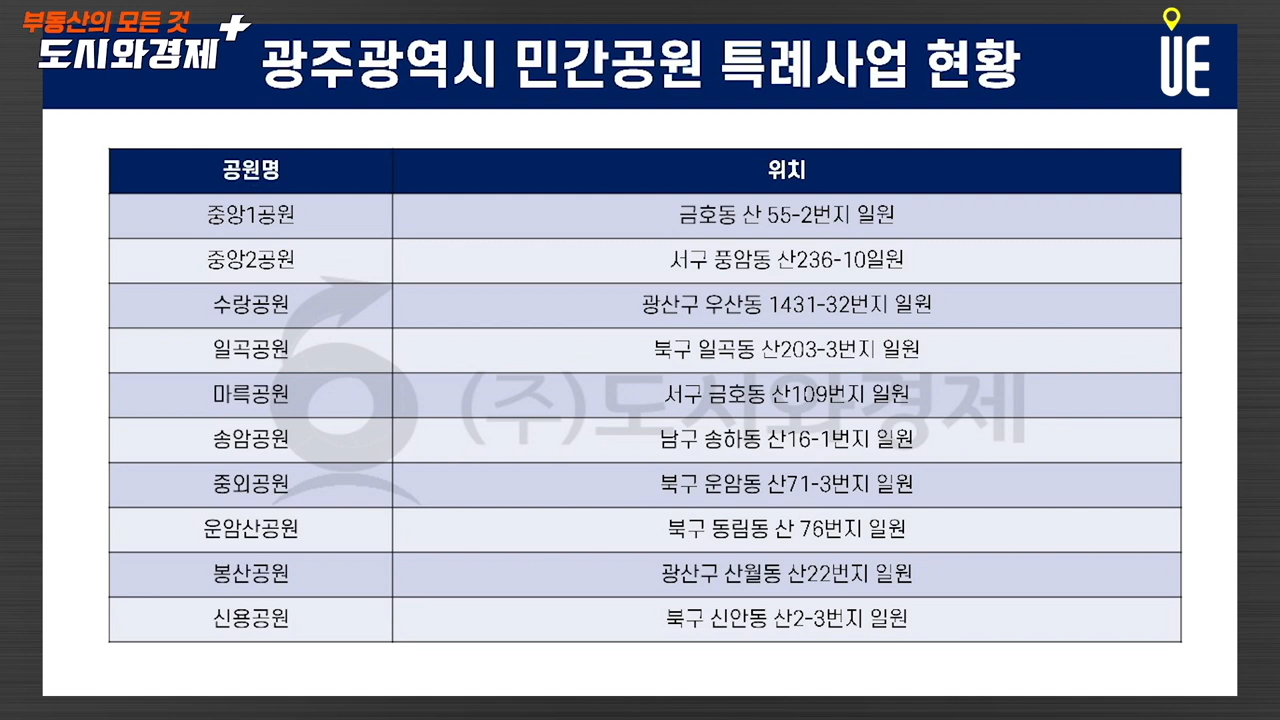 부동산의 모든 것
도시와경제
광주광역시 민간공원 특례사업 현황
UE
공원명 위치
중앙1공원 금호동 산 55-2번지 일원
중앙2공원 서구 풍암동 산236-10일원
수랑공원 광산구 우산동 1431-32번지 일원
일곡공원 북구 일곡동 산203-3번지 일원
마륵공원 서구 금호동 산109번지 일원
송암공원 남구 송하동 산16-1번지 일원
중외공원 북구 운암동 산71-3번지 일원
운암산공원 북구 동림동 산 76번지 일원
봉산공원 광산구 산월동 산22번지 일원
신용공원 북구 신안동 산2-3번지 일원
(주)도시와경제